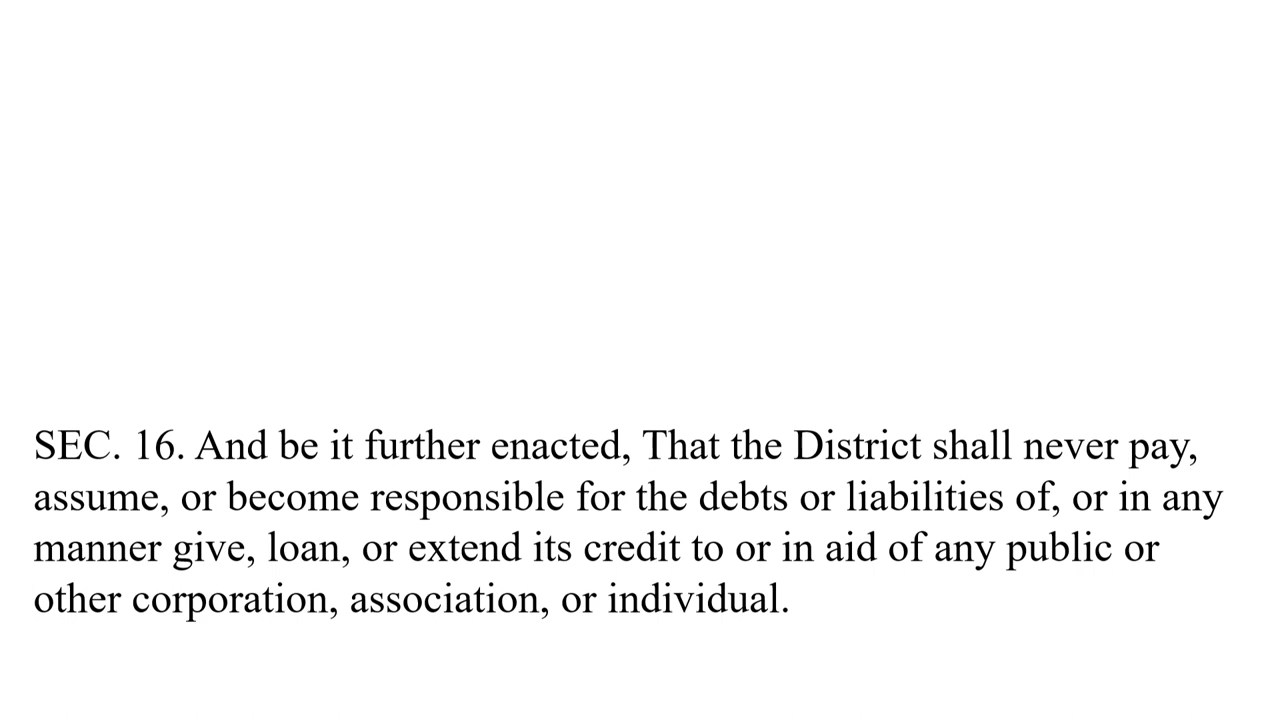 SEC. 16. And be it further enacted, That the District shall never pay,
assume, or become responsible for the debts or liabilities of, or in any
manner give, loan, or extend its credit to or in aid of any public or
other corporation, association, or individual.